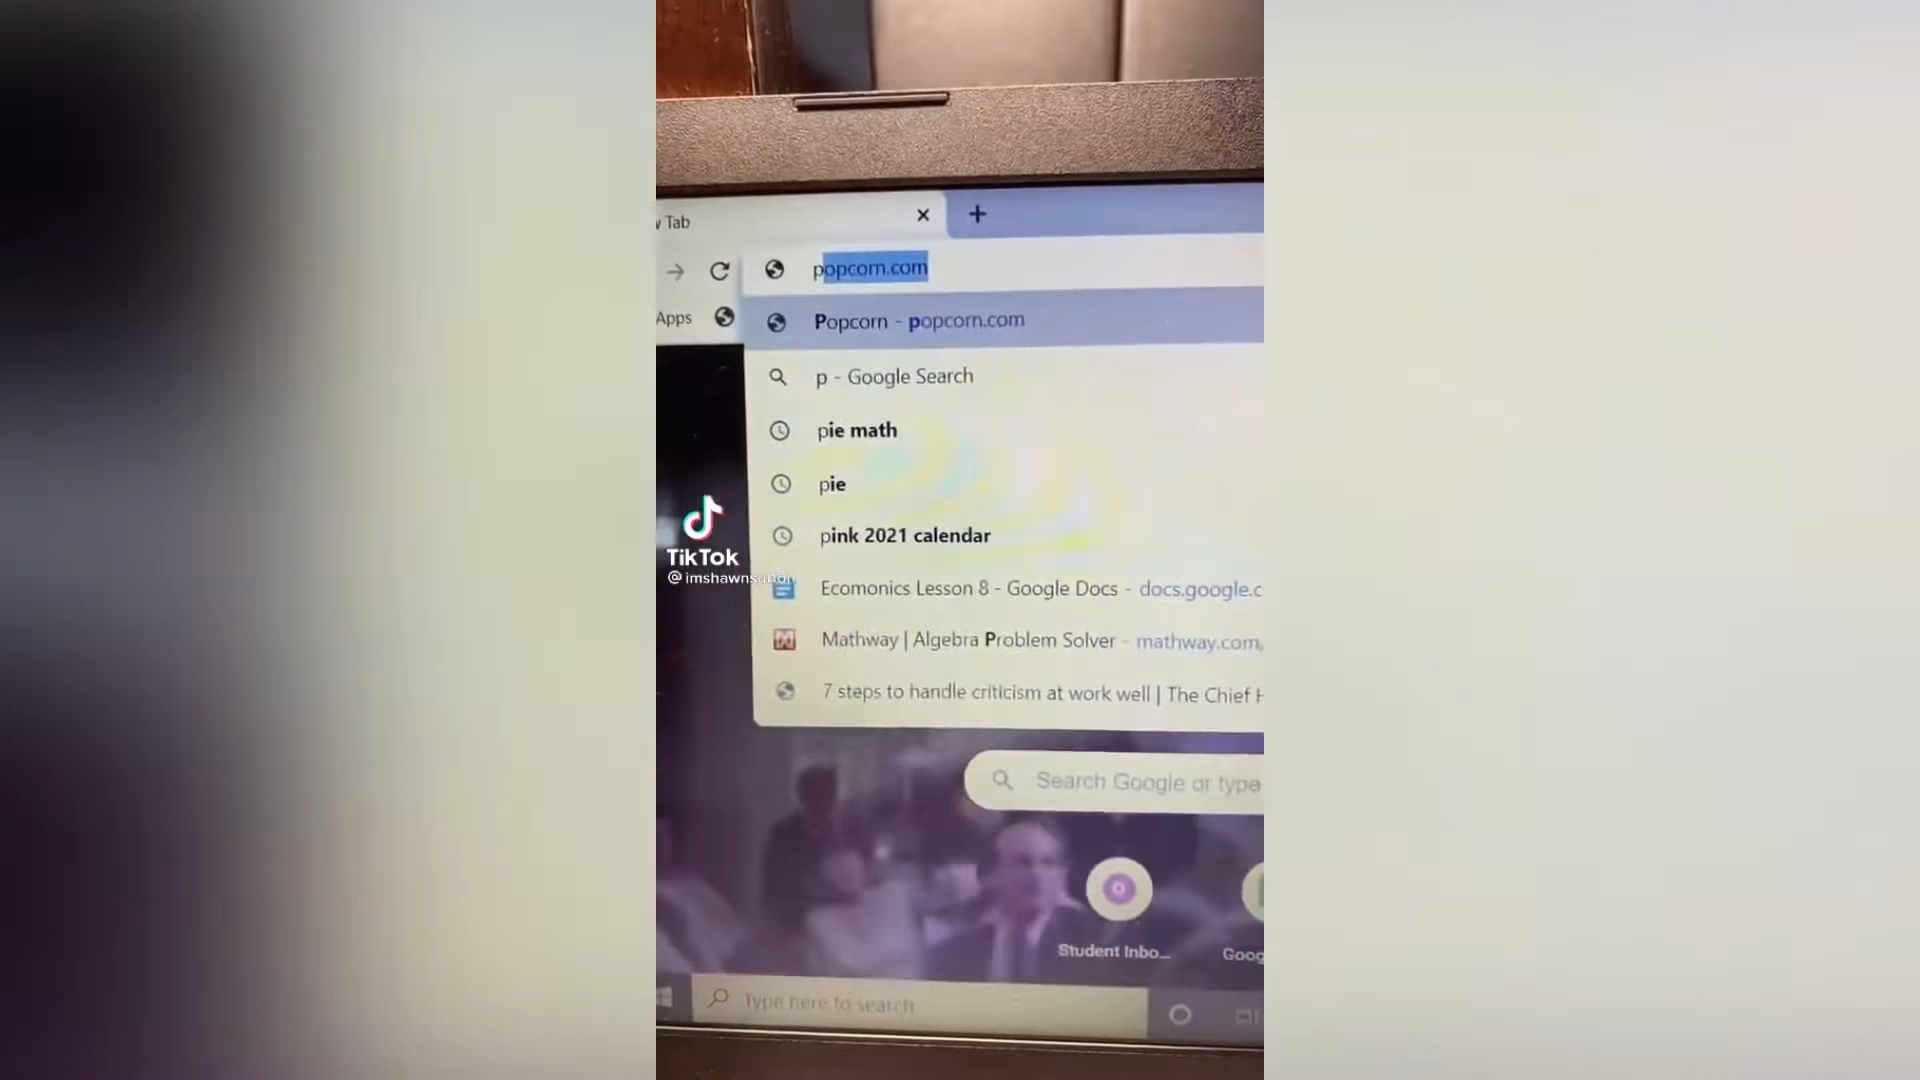 Tab
popcorn.com
Apps
Popcorn - popcorn.com
p - Google Search
pie math
pie
pink 2021 calendar
TikTok
Ecomonics Lesson 8 - Google Docs - docs.google.c
Mathway | Algebra Problem Solver - mathway.com
7 steps to handle criticism at work well | The Chief
Search Google or type
Student Inbo...
Goog
Type here to search